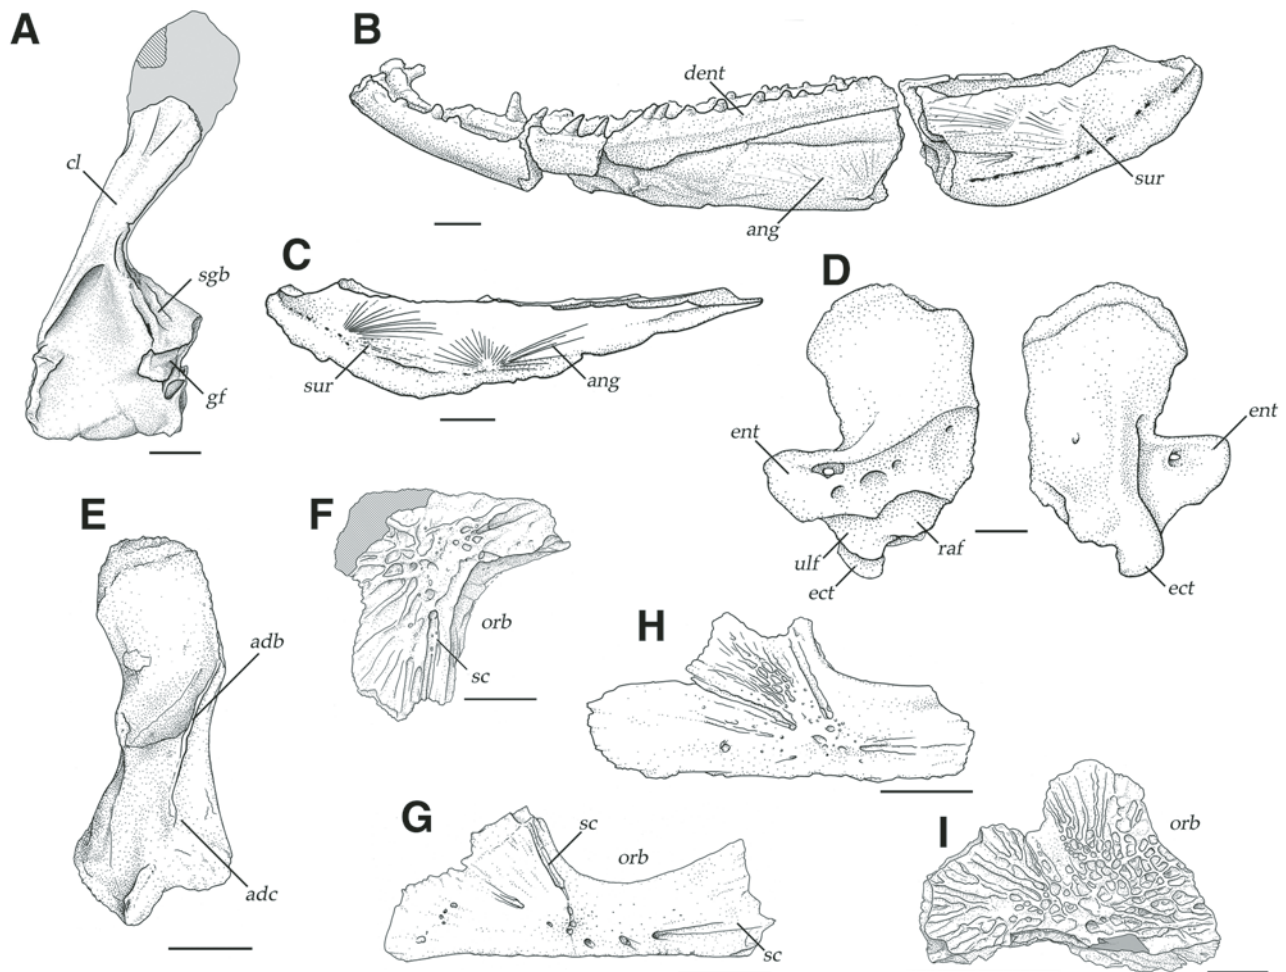 A
cl
sgb
gf
B
dent
ang
sur
C
sur
ang
D
ent
ulf
raf
ect
ent
ect
E
adb
adc
F
orb
sc
G
sc
orb
sc
H
I
orb